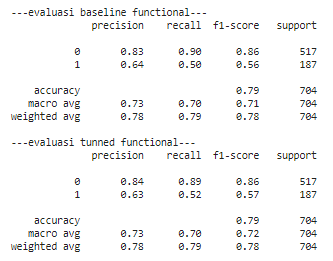 ---evaluasi baseline functional---
precision recall f1-score support
0 0.83 0.90 0.86 517
1 0.64 0.50 0.56 187
accuracy 0.79 704
macro avg 0.73 0.70 0.71 704
weighted avg 0.78 0.79 0.78 704
---evaluasi tunned functional---
precision recall f1-score support
0 0.84 0.89 0.86 517
1 0.63 0.52 0.57 187
accuracy 0.79 704
macro avg 0.73 0.70 0.72 704
weighted avg 0.78 0.79 0.78 704